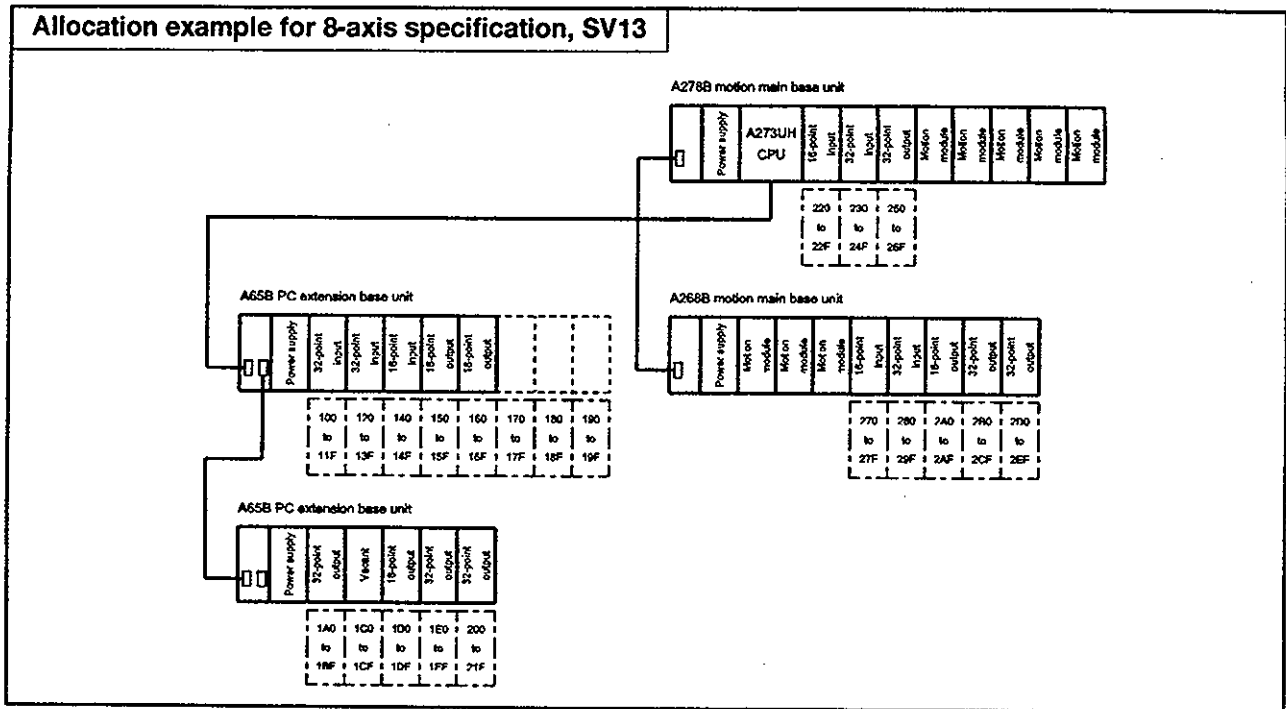 Allocation example for 8-axis specification, SV13
A278B motion main base unit
Power supply
A273UH
CPU
16-point
input
32-point
input
32-point
output
Motion
module
Motion
module
Motion
module
Motion
module
Motion
module
220 230 250
to to to
22F 24F 26F
A65B PC extension base unit
Power supply
32-point
input
32-point
input
16-point
input
16-point
output
16-point
output
100 120 140 150 160 170 180 190
to to to to to to to to
11F 13F 14F 15F 16F 17F 18F 19F
A268B motion main base unit
Power supply
Motion
module
Motion
module
Motion
module
16-point
input
32-point
input
16-point
output
32-point
output
32-point
output
270 280 2A0 2B0 2D0
to to to to to
27F 29F 2AF 2CF 2EF
A65B PC extension base unit
Power supply
32-point
output
Vacant
16-point
output
32-point
output
32-point
output
1A0 1C0 1D0 1E0 200
to to to to to
1BF 1CF 1DF 1FF 21F